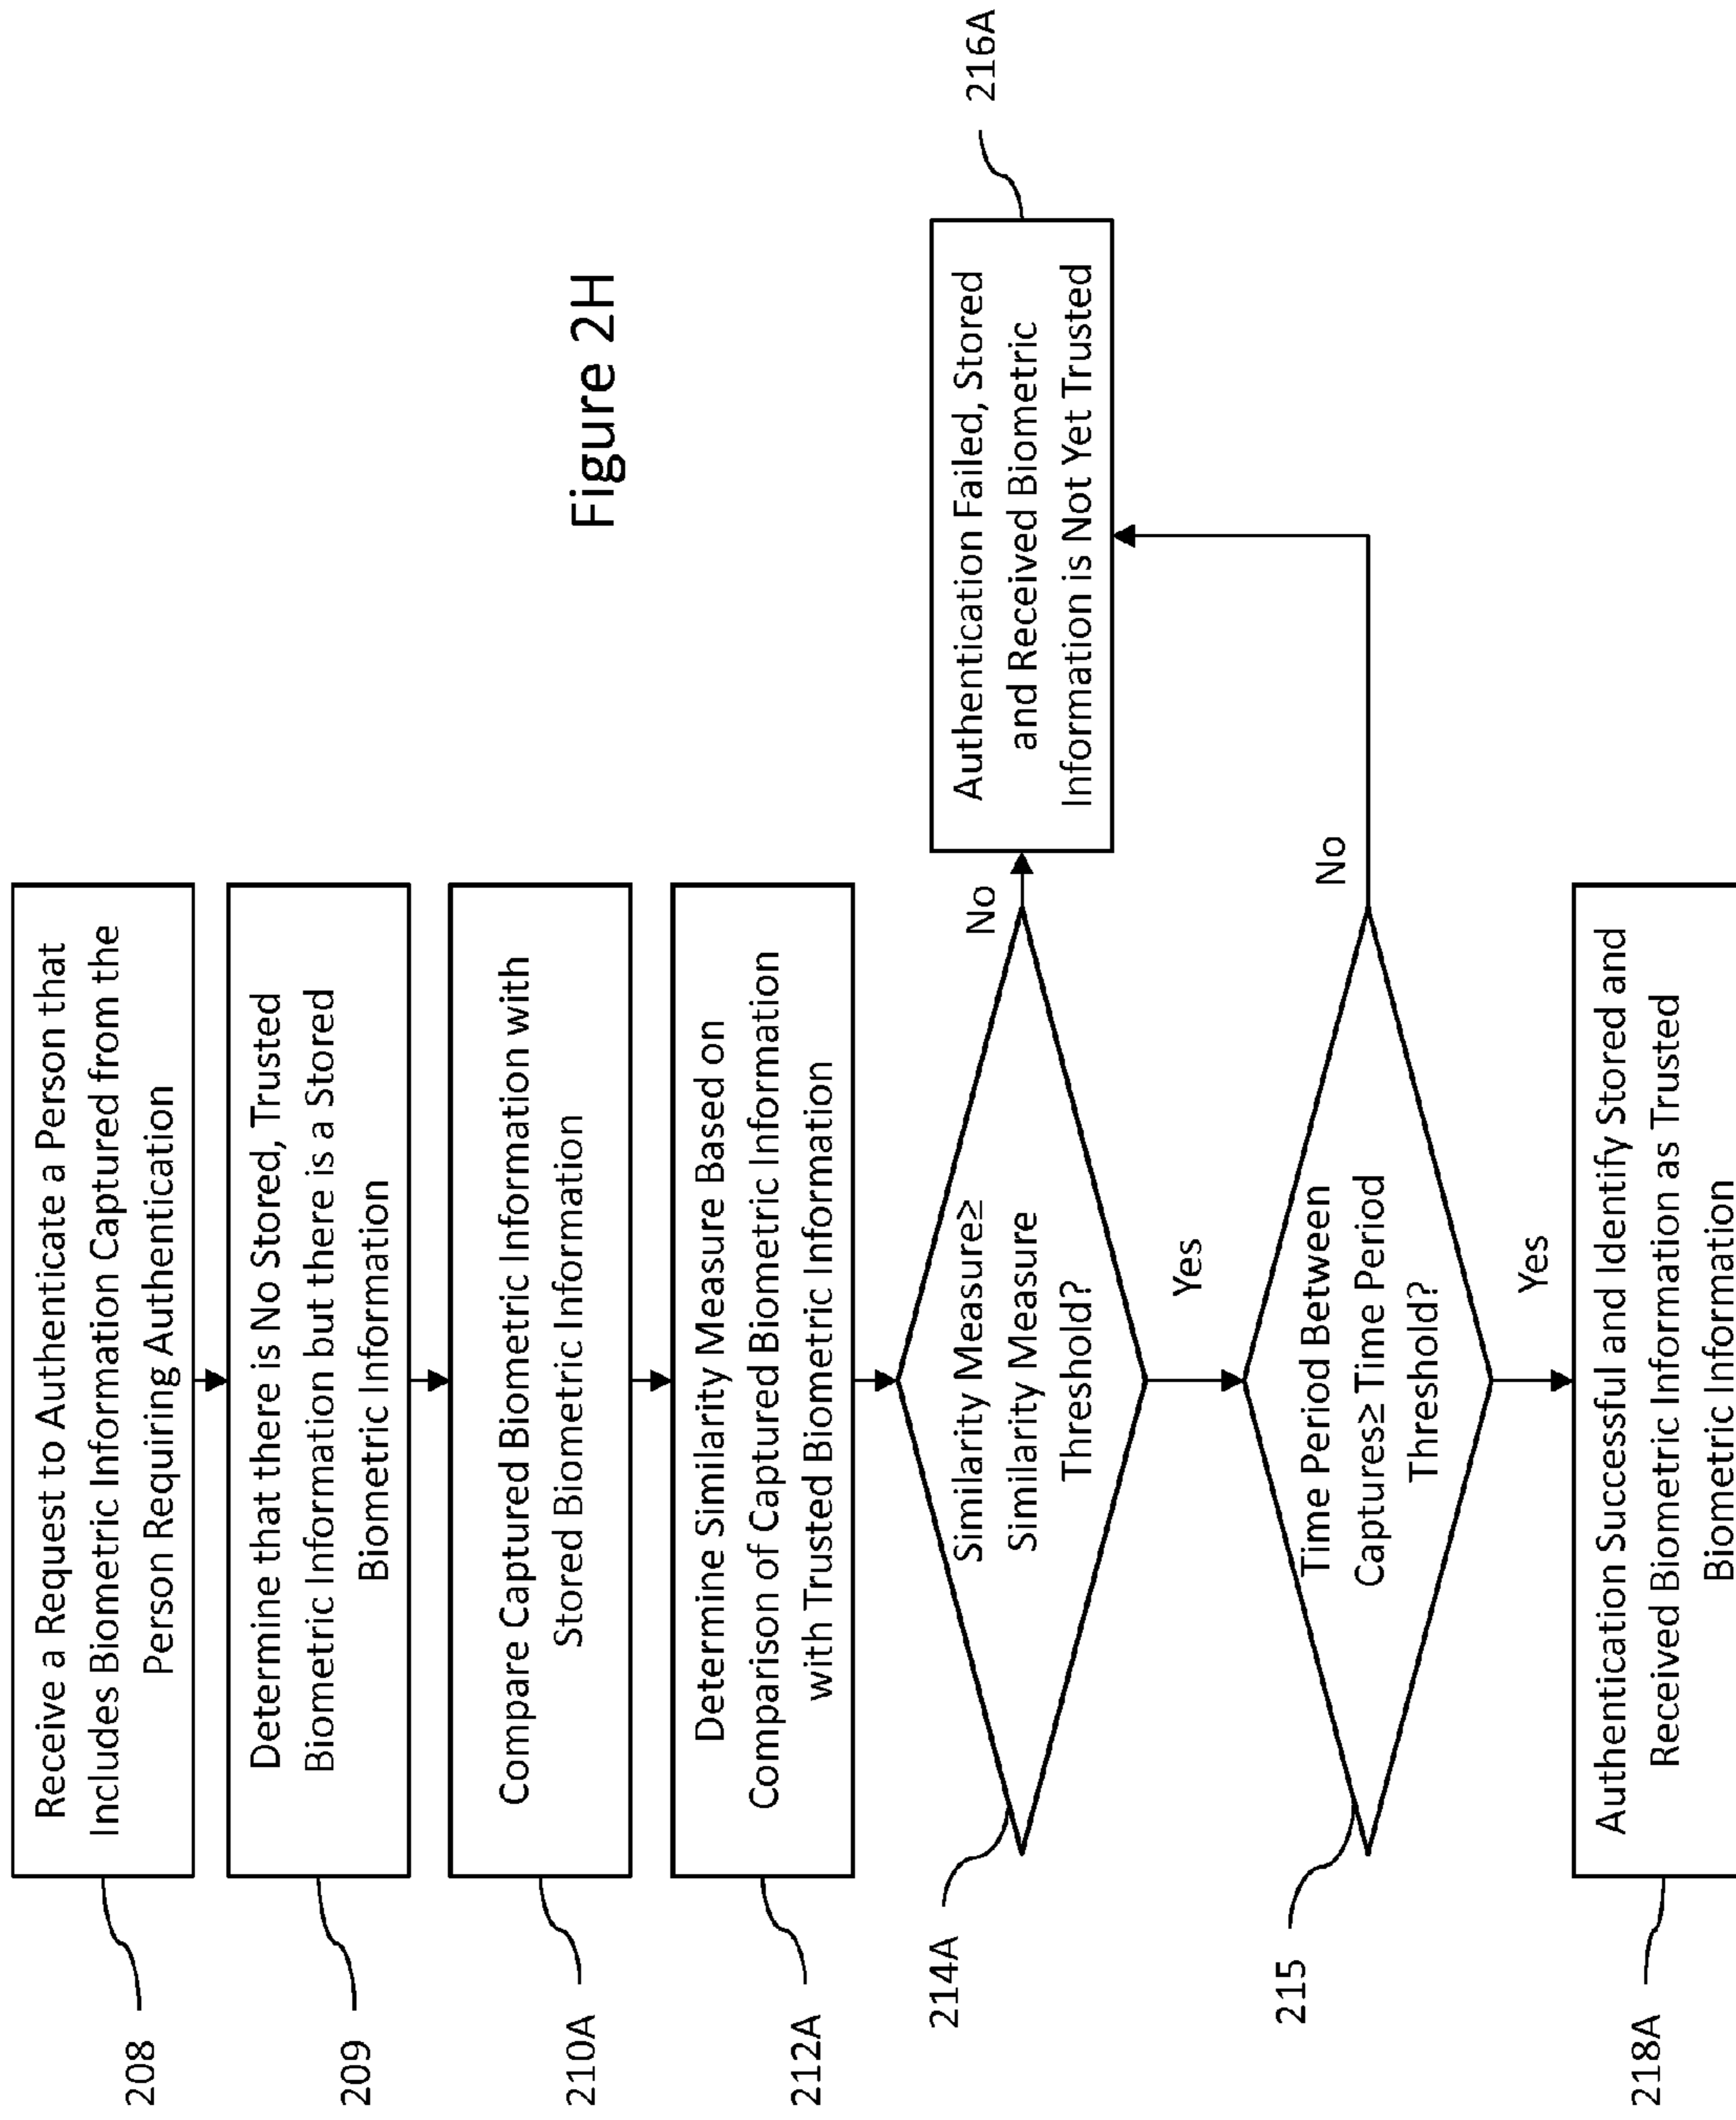 208
Receive a Request to Authenticate a Person that
Includes Biometric Information Captured from the
Person Requiring Authentication
209
Determine that there is No Stored, Trusted
Biometric Information but there is a Stored
Biometric Information
210A
Compare Captured Biometric Information with
Stored Biometric Information
212A
Determine Similarity Measure Based on
Comparison of Captured Biometric Information
with Trusted Biometric Information
Figure 2H
214A
Similarity Measure≥
Similarity Measure
Threshold?
No
Authentication Failed, Stored
and Received Biometric
Information is Not Yet Trusted
216A
Yes
215
Time Period Between
Captures≥ Time Period
Threshold?
No
Yes
218A
Authentication Successful and Identify Stored and
Received Biometric Information as Trusted
Biometric Information